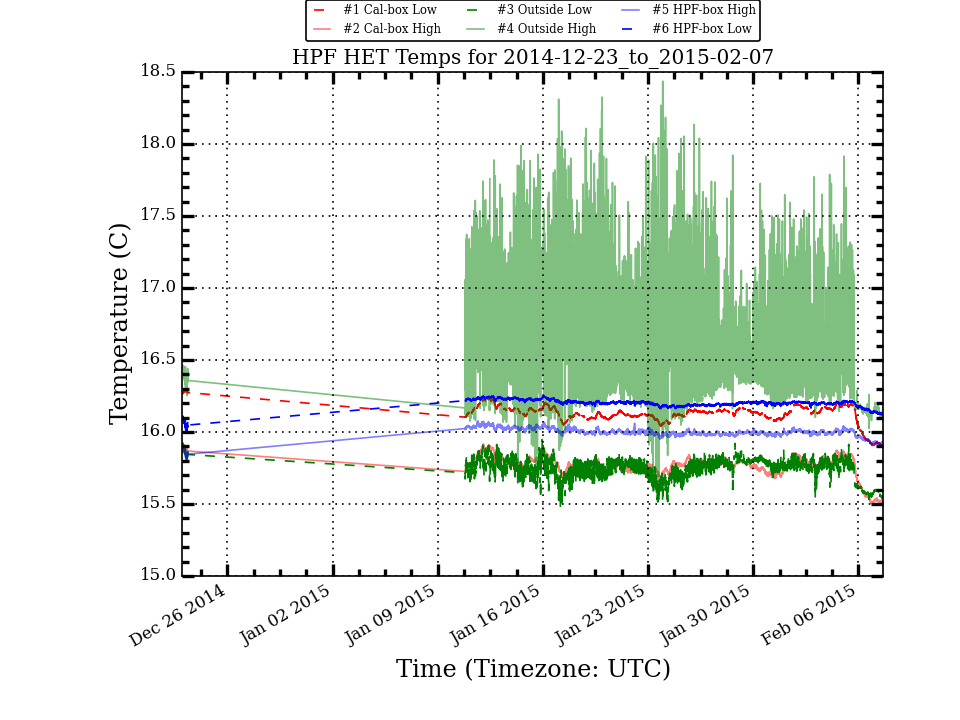 #1 Cal-box Low #3 Outside Low #5 HPF-box High
#2 Cal-box High #4 Outside High #6 HPF-box Low
HPF HET Temps for 2014-12-23_to_2015-02-07
18.5
18.0
17.5
17.0
16.5
16.0
15.5
15.0
Temperature (C)
Dec 26 2014 Jan 02 2015 Jan 09 2015 Jan 16 2015 Jan 23 2015 Jan 30 2015 Feb 06 2015
Time (Timezone: UTC)